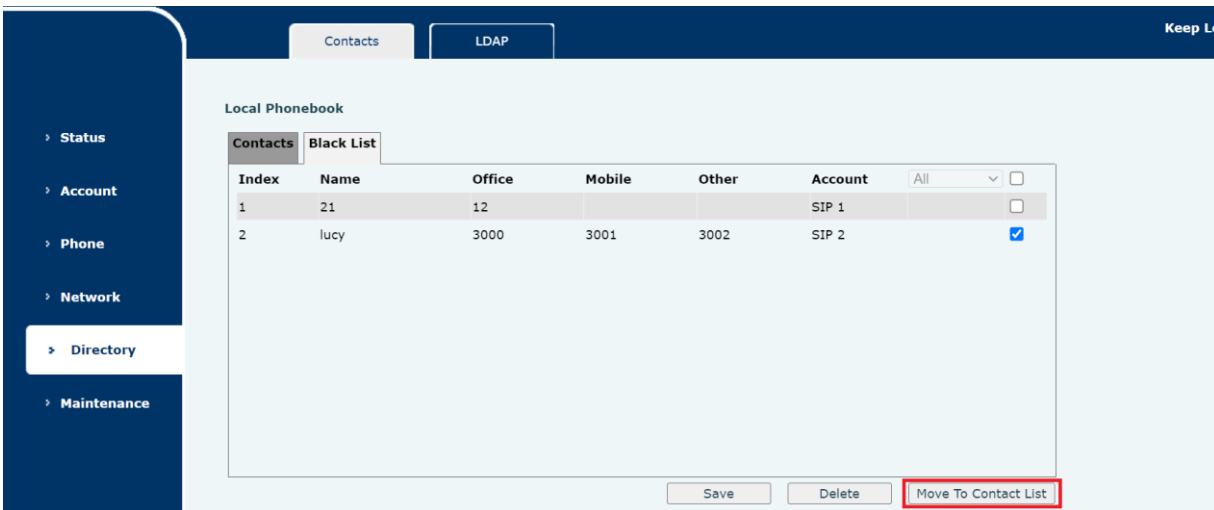 Contacts LDAP Keep L
Local Phonebook
Status
Account
Phone
Network
Directory
Maintenance
Contacts Black List
Index Name Office Mobile Other Account All
1 21 12 SIP 1
2 lucy 3000 3001 3002 SIP 2
Save Delete Move To Contact List